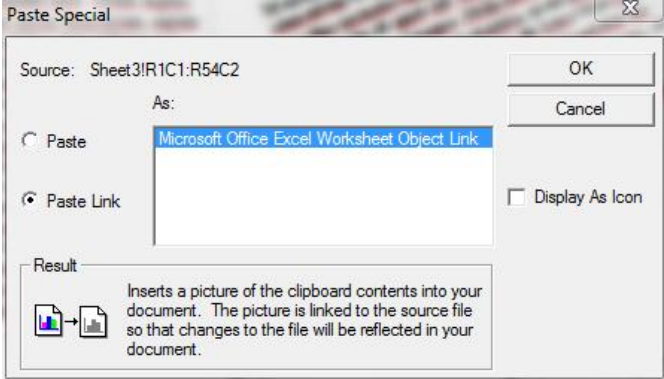 Paste Special
Source: Sheet3!R1C1:R54C2
OK
As:
Cancel
Paste
Microsoft Office Excel Worksheet Object Link
Paste Link
Display As Icon
Result
Inserts a picture of the clipboard contents into your
document. The picture is linked to the source file
so that changes to the file will be reflected in your
document.